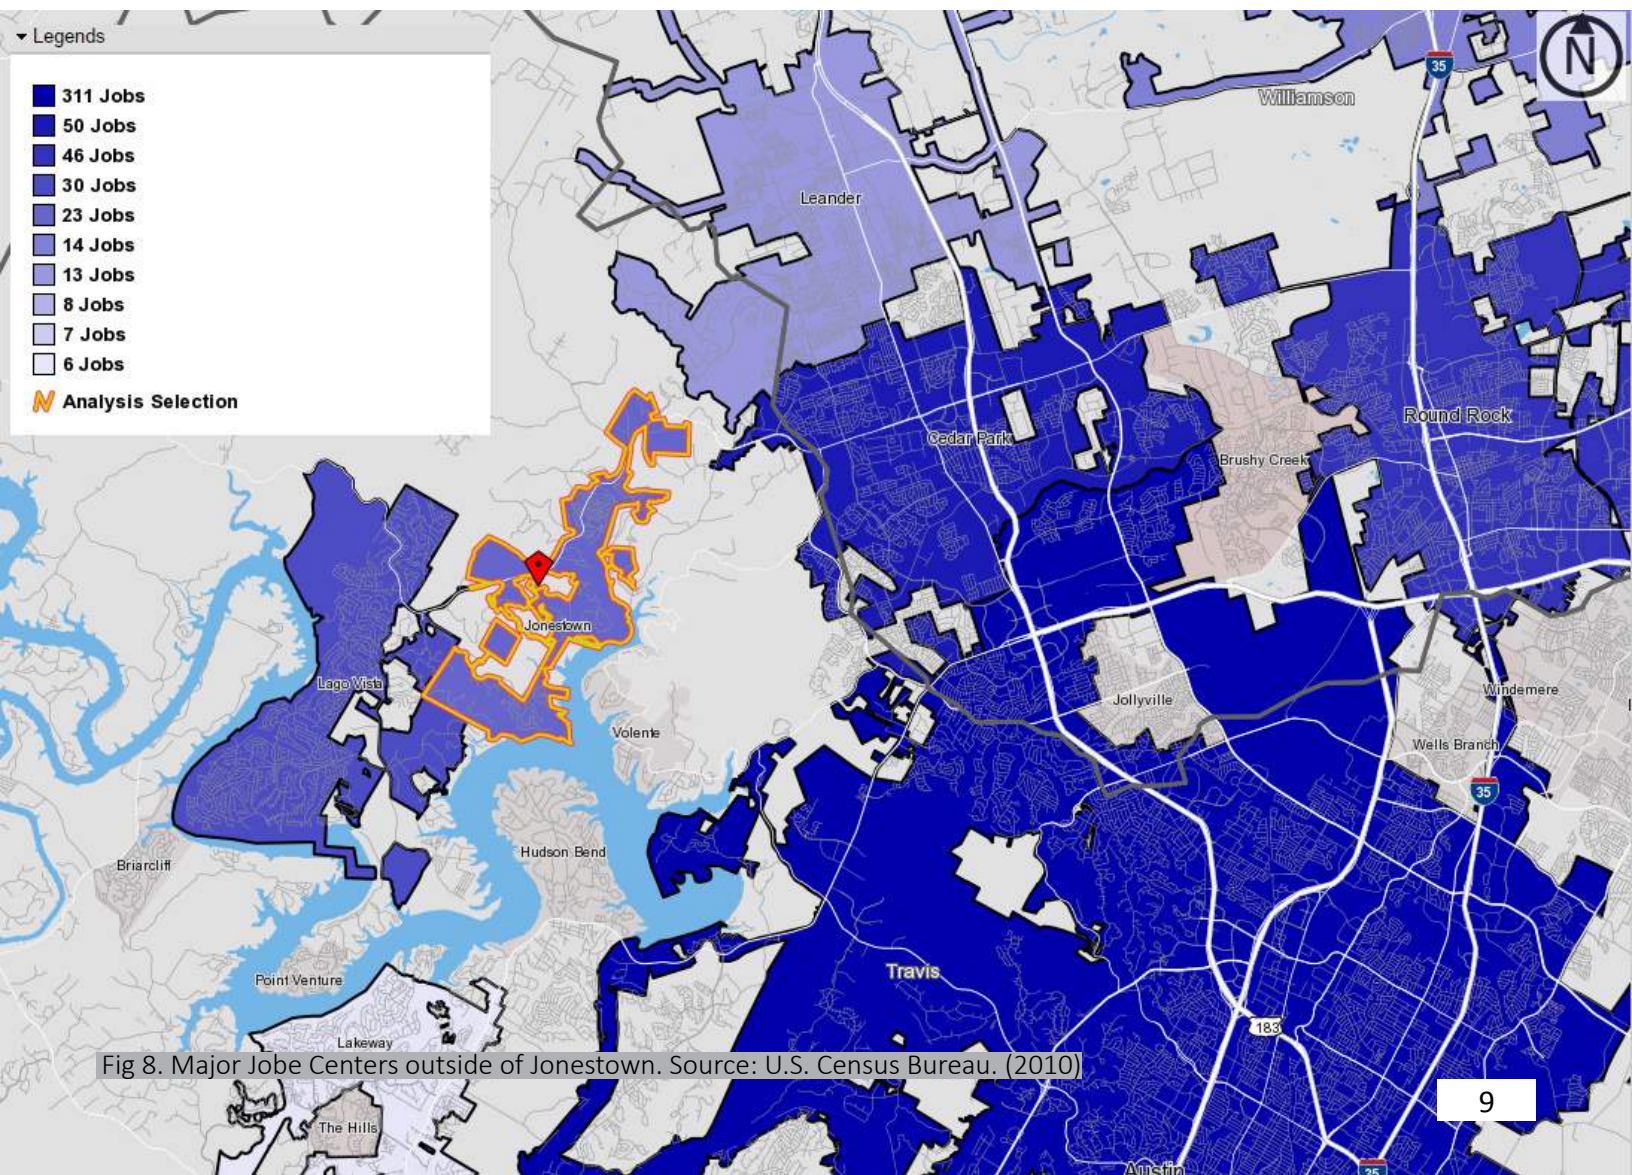 Legends
311 Jobs
50 Jobs
46 Jobs
30 Jobs
23 Jobs
14 Jobs
13 Jobs
8 Jobs
7 Jobs
6 Jobs
Analysis Selection
N
35
Williamson
Leander
Round Rock
Cedar Park
Brushy Creek
Jonestown
Lago Vista
Jollyville
Windemere
Volente
Wells Branch
35
Hudson Bend
Briarcliff
Travis
Point Venture
183
Lakeway
Fig 8. Major Jobe Centers outside of Jonestown. Source: U.S. Census Bureau. (2010)
9
The Hills
Austin
35